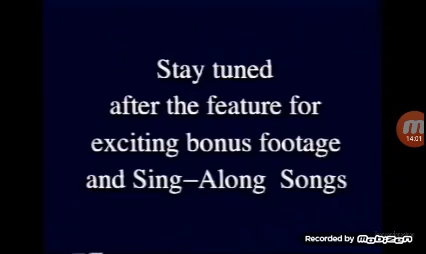 Stay tuned
after the feature for
exciting bonus footage
and Sing–Along Songs
14:01
Recorded by Mobizen